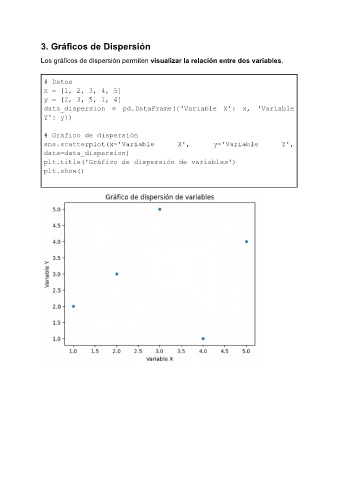 3. Gráficos de Dispersión
Los gráficos de dispersión permiten visualizar la relación entre dos variables.
# Datos
x = [1, 2, 3, 4, 5]
y = [2, 3, 5, 1, 4]
data_dispersion = pd.DataFrame({'Variable X': x, 'Variable
Y': y})
# Gráfico de dispersión
sns.scatterplot(x='Variable X', y='Variable Y',
data=data_dispersion)
plt.title('Gráfico de dispersión de variables')
plt.show()
Gráfico de dispersión de variables
5.0
4.5
4.0
3.5
3.0
2.5
2.0
1.5
1.0
Variable Y
1.0 1.5 2.0 2.5 3.0 3.5 4.0 4.5 5.0
Variable X